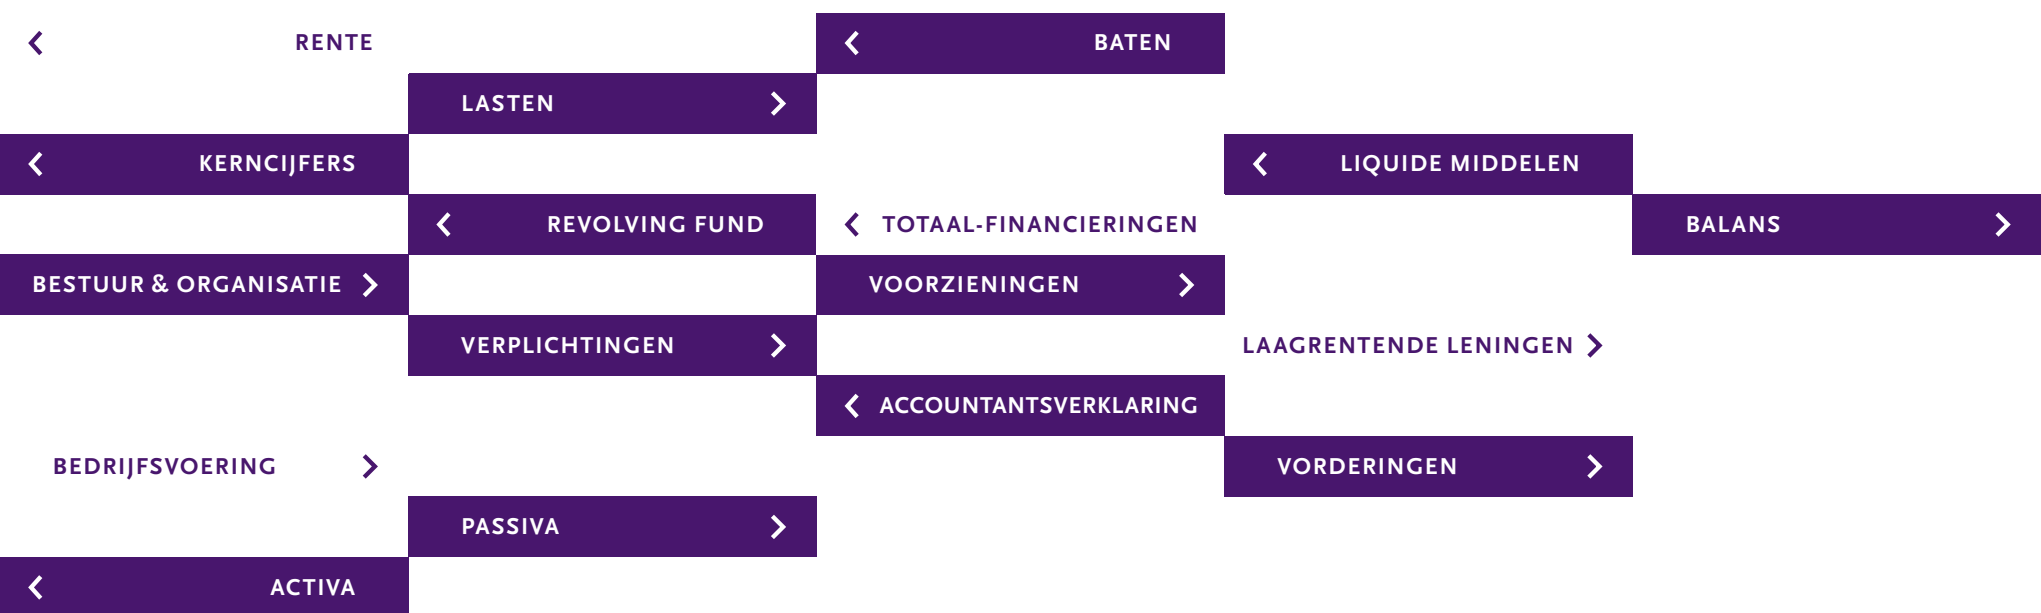 RENTE
BATEN
LASTEN
KERNCIJFERS
LIQUIDE MIDDELEN
REVOLVING FUND
TOTAAL-FINANCIERINGEN
BALANS
BESTUUR & ORGANISATIE
VOORZIENINGEN
VERPLICHTINGEN
LAAGRENTENDE LENINGEN
ACCOUNTANTSVERKLARING
BEDRIJFSVOERING
VORDERINGEN
PASSIVA
ACTIVA